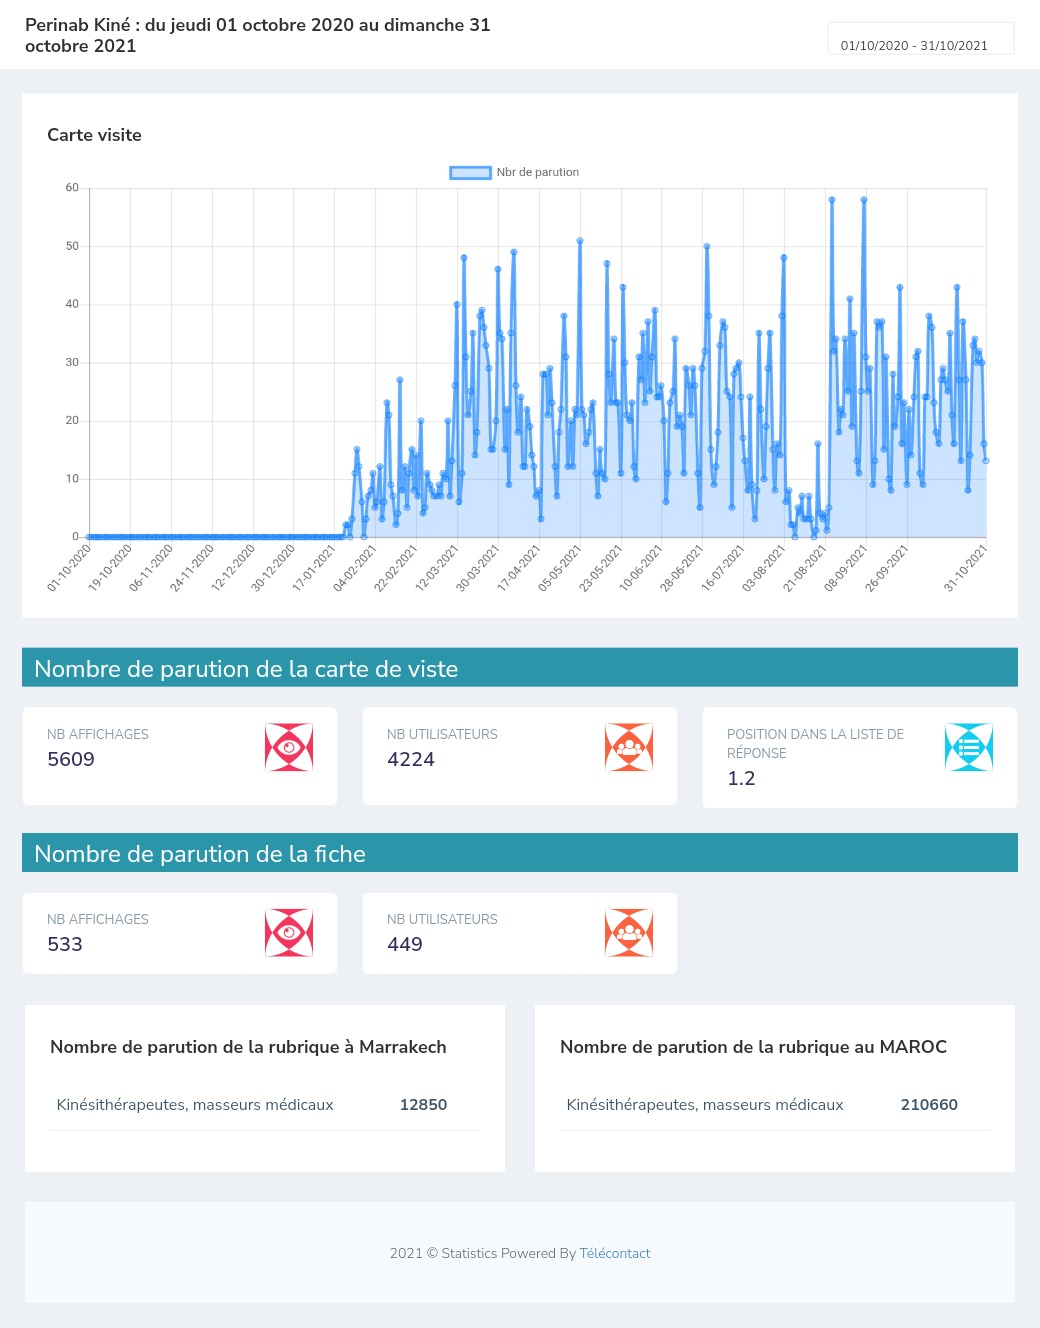 Perinab Kiné : du jeudi 01 octobre 2020 au dimanche 31
octobre 2021
01/10/2020 - 31/10/2021
Carte visite
Nbr de parution
60
50
40
30
20
10
0
01-10-2020
19-10-2020
06-11-2020
24-11-2020
12-12-2020
30-12-2020
17-01-2021
04-02-2021
22-02-2021
12-03-2021
30-03-2021
17-04-2021
05-05-2021
23-05-2021
10-06-2021
28-06-2021
16-07-2021
03-08-2021
21-08-2021
08-09-2021
26-09-2021
31-10-2021
Nombre de parution de la carte de viste
NB AFFICHAGES
5609
NB UTILISATEURS
4224
POSITION DANS LA LISTE DE
RÉPONSE
1.2
Nombre de parution de la fiche
NB AFFICHAGES
533
NB UTILISATEURS
449
Nombre de parution de la rubrique à Marrakech
Kinésithérapeutes, masseurs médicaux 12850
Nombre de parution de la rubrique au MAROC
Kinésithérapeutes, masseurs médicaux 210660
2021 © Statistics Powered By Télécontact